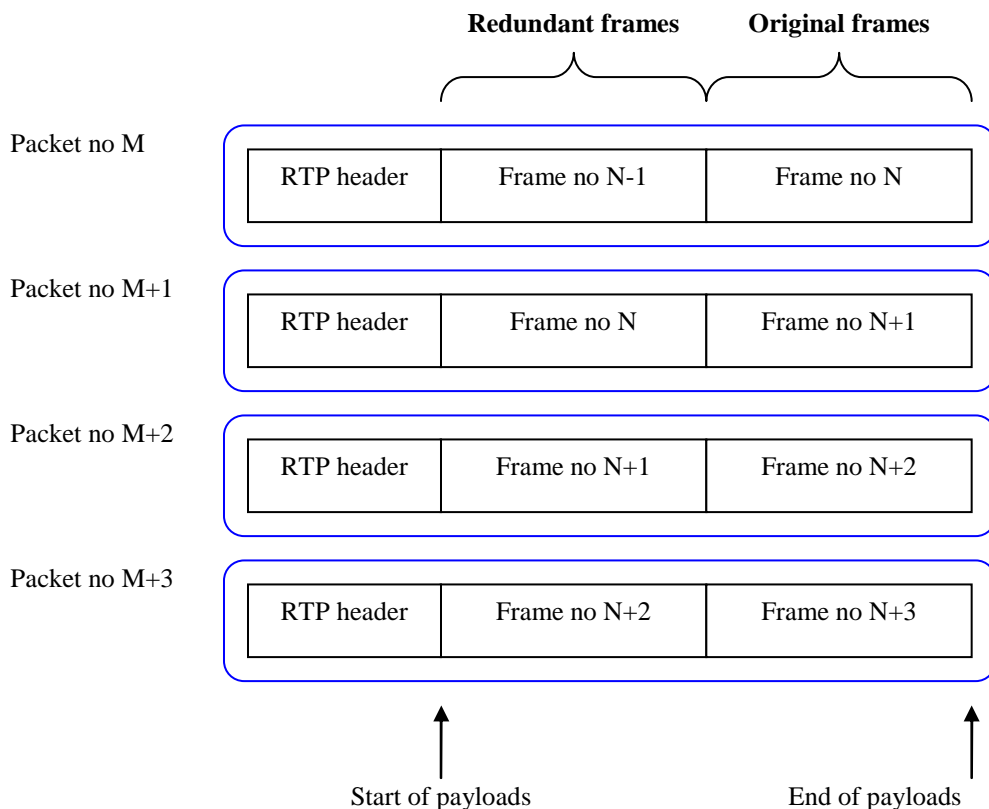 Redundant frames Original frames
Packet no M
RTP header Frame no N-1 Frame no N
Packet no M+1
RTP header Frame no N Frame no N+1
Packet no M+2
RTP header Frame no N+1 Frame no N+2
Packet no M+3
RTP header Frame no N+2 Frame no N+3
Start of payloads End of payloads